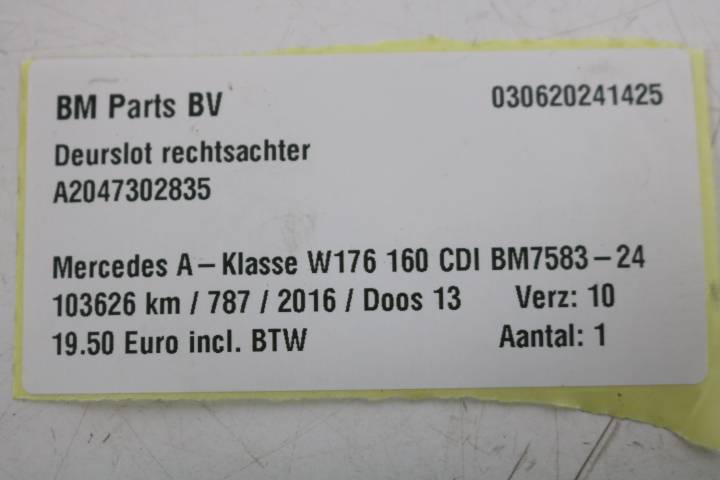 BM Parts BV 030620241425
Deurslot rechtsachter
A2047302835
Mercedes A-Klasse W176 160 CDI BM7583-24
103626 km / 787 / 2016 / Doos 13 Verz: 10
19.50 Euro incl. BTW Aantal: 1